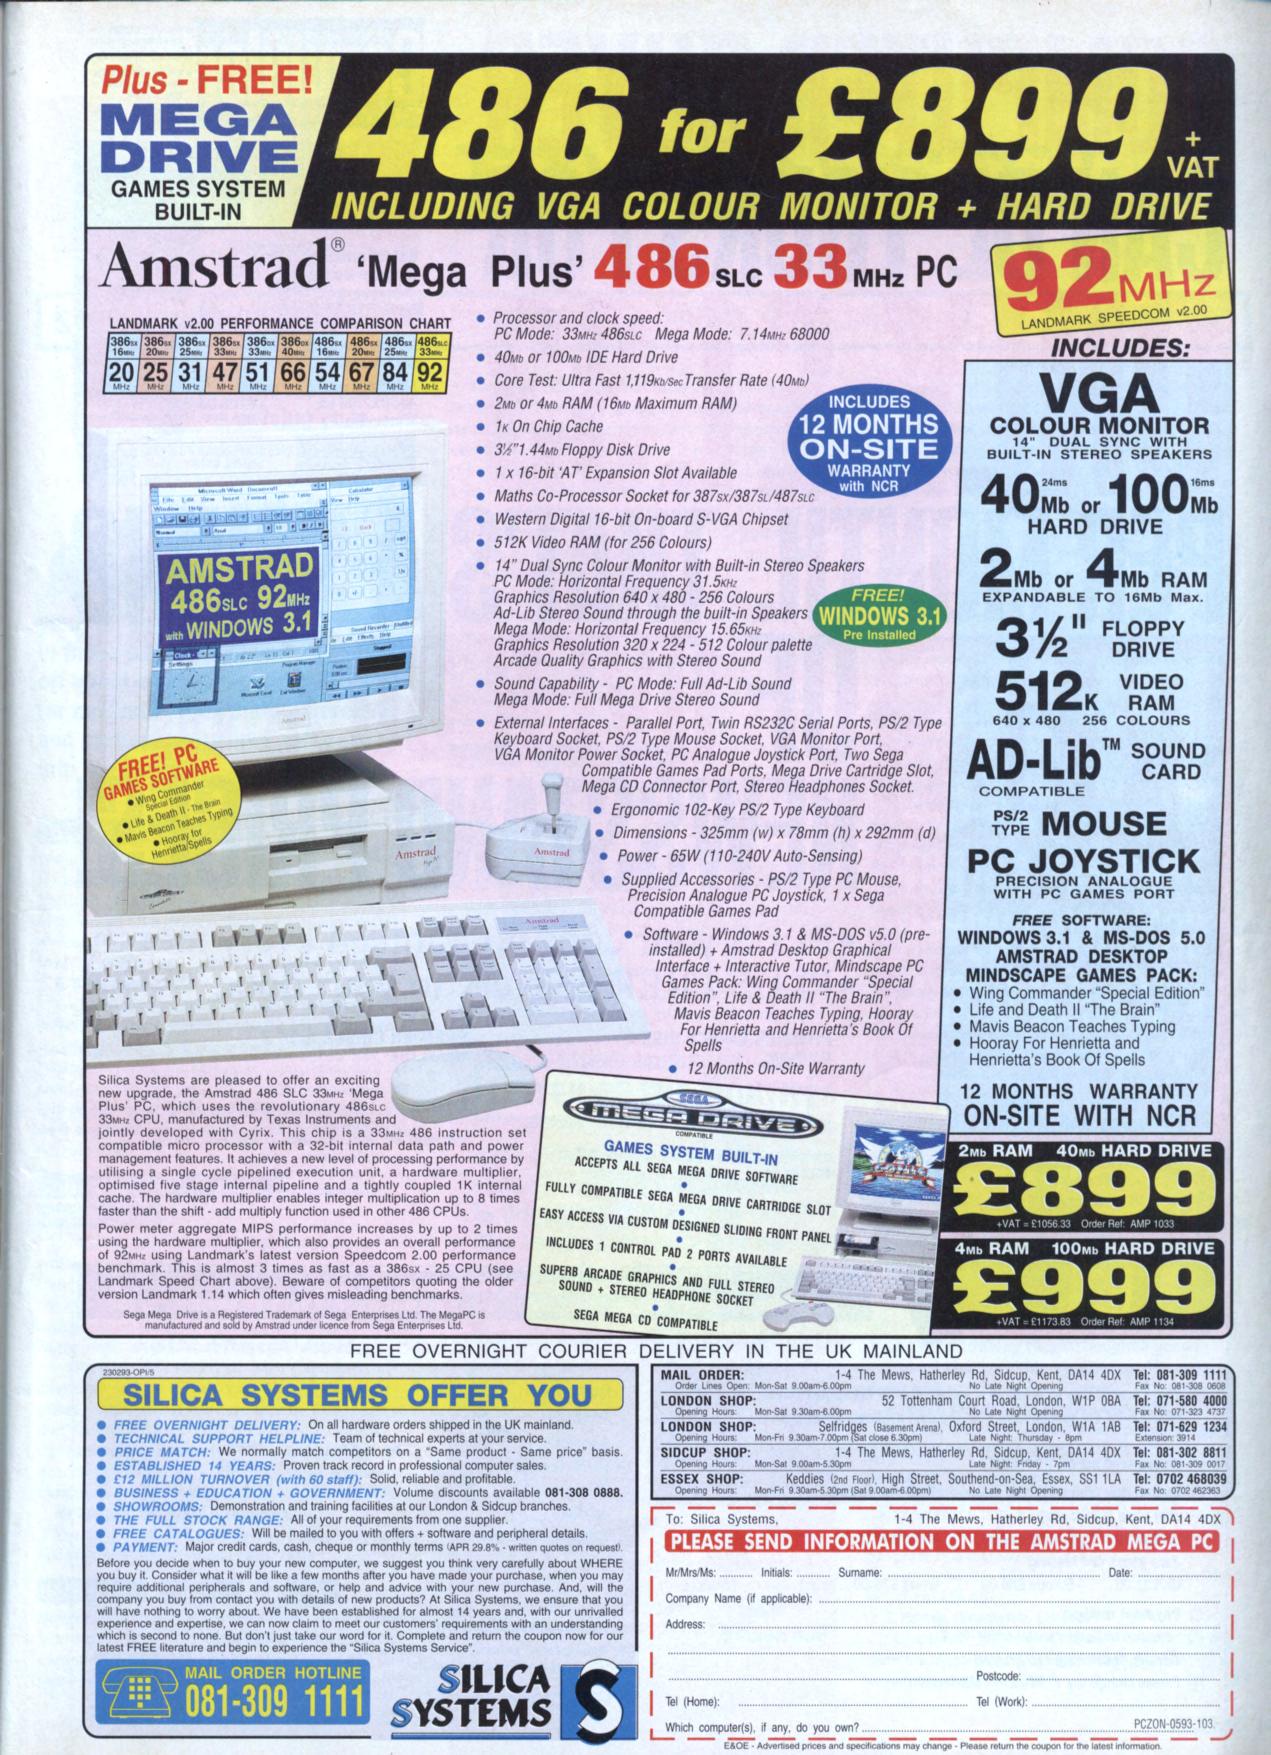 Plus - FREE!
MEGA
DRIVE
GAMES SYSTEM
BUILT-IN
486 for £899 + VAT
INCLUDING VGA COLOUR MONITOR + HARD DRIVE
Amstrad® 'Mega Plus' 486SLC 33MHz PC
92MHz
LANDMARK SPEEDCOM v2.00
LANDMARK v2.00 PERFORMANCE COMPARISON CHART
386SX 386SX 386SX 386SX 386DX 386DX 486SLC 486SX 486SX 486SLC
16MHz 20MHz 25MHz 33MHz 33MHz 40MHz 16MHz 20MHz 25MHz 33MHz
20 25 31 47 51 66 54 67 84 92
MHz MHz MHz MHz MHz MHz MHz MHz MHz MHz
• Processor and clock speed:
PC Mode: 33MHz 486SLC Mega Mode: 7.14MHz 68000
• 40Mb or 100Mb IDE Hard Drive
• Core Test: Ultra Fast 1,119Kb/Sec Transfer Rate (40Mb)
• 2Mb or 4Mb RAM (16Mb Maximum RAM)
• 1K On Chip Cache
• 3½"1.44Mb Floppy Disk Drive
• 1 x 16-bit 'AT' Expansion Slot Available
• Maths Co-Processor Socket for 387SX/387SL/487SLC
• Western Digital 16-bit On-board S-VGA Chipset
• 512K Video RAM (for 256 Colours)
• 14" Dual Sync Colour Monitor with Built-in Stereo Speakers
PC Mode: Horizontal Frequency 31.5KHz
Graphics Resolution 640 x 480 - 256 Colours
Ad-Lib Stereo Sound through the built-in Speakers
Mega Mode: Horizontal Frequency 15.65KHz
Graphics Resolution 320 x 224 - 512 Colour palette
Arcade Quality Graphics with Stereo Sound
• Sound Capability - PC Mode: Full Ad-Lib Sound
Mega Mode: Full Mega Drive Stereo Sound
• External Interfaces - Parallel Port, Twin RS232C Serial Ports, PS/2 Type
Keyboard Socket, PS/2 Type Mouse Socket, VGA Monitor Port,
VGA Monitor Power Socket, PC Analogue Joystick Port, Two Sega
Compatible Games Pad Ports, Mega Drive Cartridge Slot,
Mega CD Connector Port, Stereo Headphones Socket.
• Ergonomic 102-Key PS/2 Type Keyboard
• Dimensions - 325mm (w) x 78mm (h) x 292mm (d)
• Power - 65W (110-240V Auto-Sensing)
• Supplied Accessories - PS/2 Type PC Mouse,
Precision Analogue PC Joystick, 1 x Sega
Compatible Games Pad
• Software - Windows 3.1 & MS-DOS v5.0 (pre-
installed) + Amstrad Desktop Graphical
Interface + Interactive Tutor, Mindscape PC
Games Pack: Wing Commander "Special
Edition", Life & Death II "The Brain",
Mavis Beacon Teaches Typing, Hooray
For Henrietta and Henrietta's Book Of
Spells
• 12 Months On-Site Warranty
INCLUDES
12 MONTHS
ON-SITE
WARRANTY
with NCR
FREE!
WINDOWS 3.1
Pre Installed
Microsoft Word - Document1
File Edit View Insert Format Tools Table
Window Help
Calculator
View Help
AMSTRAD
486SLC 92MHz
with WINDOWS 3.1
Clock
Settings
Program Manager
Amstrad
FREE! PC
GAMES SOFTWARE
• Wing Commander
Special Edition
• Life & Death II - The Brain
• Mavis Beacon Teaches Typing
• Hooray for
Henrietta/Spells
Amstrad
Amstrad
Amstrad
INCLUDES:
VGA
COLOUR MONITOR
14" DUAL SYNC WITH
BUILT-IN STEREO SPEAKERS
40Mb 24ms or 100Mb 16ms
HARD DRIVE
2Mb or 4Mb RAM
EXPANDABLE TO 16Mb Max.
3½" FLOPPY DRIVE
512K VIDEO RAM
640 x 480 256 COLOURS
AD-Lib™ SOUND CARD
COMPATIBLE
PS/2 TYPE MOUSE
PC JOYSTICK
PRECISION ANALOGUE
WITH PC GAMES PORT
FREE SOFTWARE:
WINDOWS 3.1 & MS-DOS 5.0
AMSTRAD DESKTOP
MINDSCAPE GAMES PACK:
• Wing Commander "Special Edition"
• Life and Death II "The Brain"
• Mavis Beacon Teaches Typing
• Hooray For Henrietta and
Henrietta's Book Of Spells
12 MONTHS WARRANTY
ON-SITE WITH NCR
2Mb RAM 40Mb HARD DRIVE
£899
+VAT = £1056.33 Order Ref: AMP 1033
4Mb RAM 100Mb HARD DRIVE
£999
+VAT = £1173.83 Order Ref: AMP 1134
Silica Systems are pleased to offer an exciting
new upgrade, the Amstrad 486 SLC 33MHz 'Mega
Plus' PC, which uses the revolutionary 486SLC
33MHz CPU, manufactured by Texas Instruments and
jointly developed with Cyrix. This chip is a 33MHz 486 instruction set
compatible micro processor with a 32-bit internal data path and power
management features. It achieves a new level of processing performance by
utilising a single cycle pipelined execution unit, a hardware multiplier,
optimised five stage internal pipeline and a tightly coupled 1K internal
cache. The hardware multiplier enables integer multiplication up to 8 times
faster than the shift - add multiply function used in other 486 CPUs.
Power meter aggregate MIPS performance increases by up to 2 times
using the hardware multiplier, which also provides an overall performance
of 92MHz using Landmark's latest version Speedcom 2.00 performance
benchmark. This is almost 3 times as fast as a 386SX - 25 CPU (see
Landmark Speed Chart above). Beware of competitors quoting the older
version Landmark 1.14 which often gives misleading benchmarks.
Sega Mega Drive is a Registered Trademark of Sega Enterprises Ltd. The MegaPC is
manufactured and sold by Amstrad under licence from Sega Enterprises Ltd.
SEGA
MEGA DRIVE
COMPATIBLE
GAMES SYSTEM BUILT-IN
ACCEPTS ALL SEGA MEGA DRIVE SOFTWARE
FULLY COMPATIBLE SEGA MEGA DRIVE CARTRIDGE SLOT
EASY ACCESS VIA CUSTOM DESIGNED SLIDING FRONT PANEL
INCLUDES 1 CONTROL PAD 2 PORTS AVAILABLE
SUPERB ARCADE GRAPHICS AND FULL STEREO
SOUND + STEREO HEADPHONE SOCKET
SEGA MEGA CD COMPATIBLE
FREE OVERNIGHT COURIER DELIVERY IN THE UK MAINLAND
230293-OPI/5
SILICA SYSTEMS OFFER YOU
• FREE OVERNIGHT DELIVERY: On all hardware orders shipped in the UK mainland.
• TECHNICAL SUPPORT HELPLINE: Team of technical experts at your service.
• PRICE MATCH: We normally match competitors on a "Same product - Same price" basis.
• ESTABLISHED 14 YEARS: Proven track record in professional computer sales.
• £12 MILLION TURNOVER (with 60 staff): Solid, reliable and profitable.
• BUSINESS + EDUCATION + GOVERNMENT: Volume discounts available 081-308 0888.
• SHOWROOMS: Demonstration and training facilities at our London & Sidcup branches.
• THE FULL STOCK RANGE: All of your requirements from one supplier.
• FREE CATALOGUES: Will be mailed to you with offers + software and peripheral details.
• PAYMENT: Major credit cards, cash, cheque or monthly terms (APR 29.8% - written quotes on request).
Before you decide when to buy your new computer, we suggest you think very carefully about WHERE
you buy it. Consider what it will be like a few months after you have made your purchase, when you may
require additional peripherals and software, or help and advice with your new purchase. And, will the
company you buy from contact you with details of new products? At Silica Systems, we ensure that you
will have nothing to worry about. We have been established for almost 14 years and, with our unrivalled
experience and expertise, we can now claim to meet our customers' requirements with an understanding
which is second to none. But don't just take our word for it. Complete and return the coupon now for our
latest FREE literature and begin to experience the "Silica Systems Service".
MAIL ORDER HOTLINE
081-309 1111
SILICA
SYSTEMS
S
MAIL ORDER: 1-4 The Mews, Hatherley Rd, Sidcup, Kent, DA14 4DX Tel: 081-309 1111
Order Lines Open: Mon-Sat 9.00am-6.00pm No Late Night Opening Fax No: 081-308 0608
LONDON SHOP: 52 Tottenham Court Road, London, W1P 0BA Tel: 071-580 4000
Opening Hours: Mon-Sat 9.30am-6.00pm No Late Night Opening Fax No: 071-323 4737
LONDON SHOP: Selfridges (Basement Arena), Oxford Street, London, W1A 1AB Tel: 071-629 1234
Opening Hours: Mon-Fri 9.30am-7.00pm (Sat close 6.30pm) Late Night: Thursday - 8pm Extension: 3914
SIDCUP SHOP: 1-4 The Mews, Hatherley Rd, Sidcup, Kent, DA14 4DX Tel: 081-302 8811
Opening Hours: Mon-Sat 9.00am-5.30pm Late Night: Friday - 7pm Fax No: 081-309 0017
ESSEX SHOP: Keddies (2nd Floor), High Street, Southend-on-Sea, Essex, SS1 1LA Tel: 0702 468039
Opening Hours: Mon-Fri 9.30am-5.30pm (Sat 9.00am-6.00pm) No Late Night Opening Fax No: 0702 462363
To: Silica Systems, 1-4 The Mews, Hatherley Rd, Sidcup, Kent, DA14 4DX
PLEASE SEND INFORMATION ON THE AMSTRAD MEGA PC
Mr/Mrs/Ms: Initials: Surname: Date:
Company Name (if applicable):
Address:
Postcode:
Tel (Home): Tel (Work):
Which computer(s), if any, do you own? PCZON-0593-103.
E&OE - Advertised prices and specifications may change - Please return the coupon for the latest information.